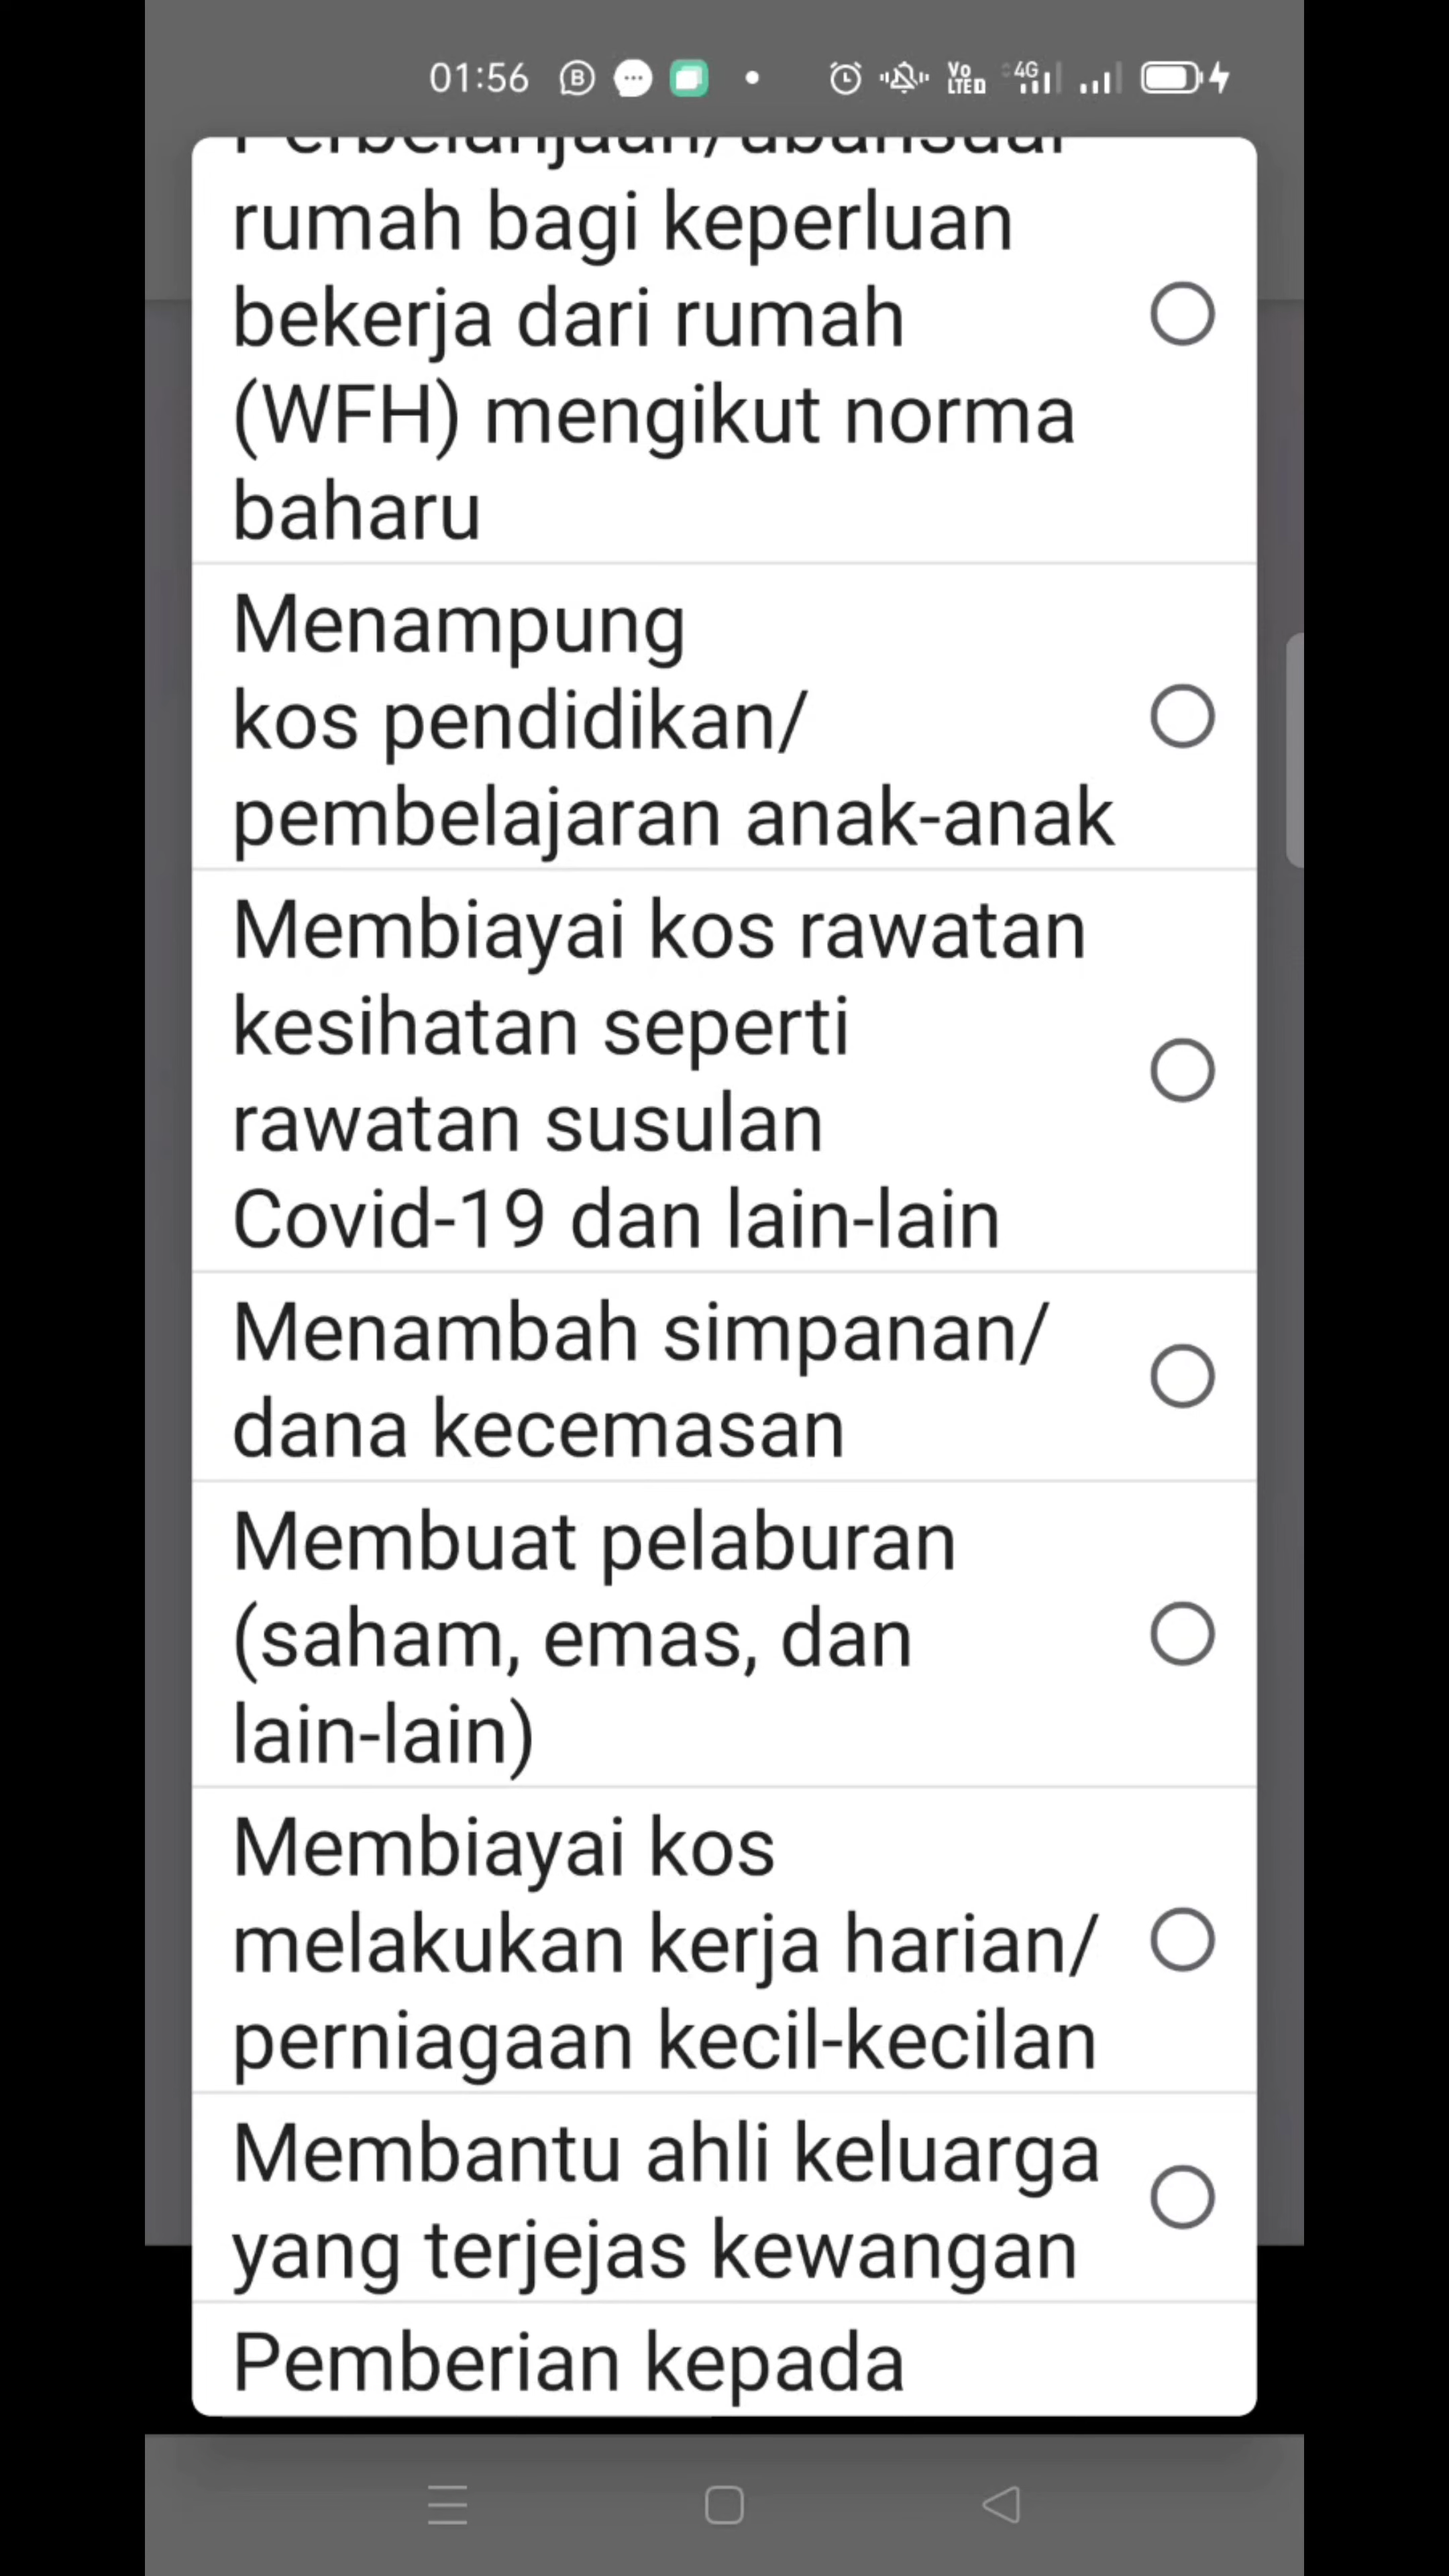 01:56
rumah bagi keperluan
bekerja dari rumah
(WFH) mengikut norma
baharu
Menampung
kos pendidikan/
pembelajaran anak-anak
Membiayai kos rawatan
kesihatan seperti
rawatan susulan
Covid-19 dan lain-lain
Menambah simpanan/
dana kecemasan
Membuat pelaburan
(saham, emas, dan
lain-lain)
Membiayai kos
melakukan kerja harian/
perniagaan kecil-kecilan
Membantu ahli keluarga
yang terjejas kewangan
Pemberian kepada